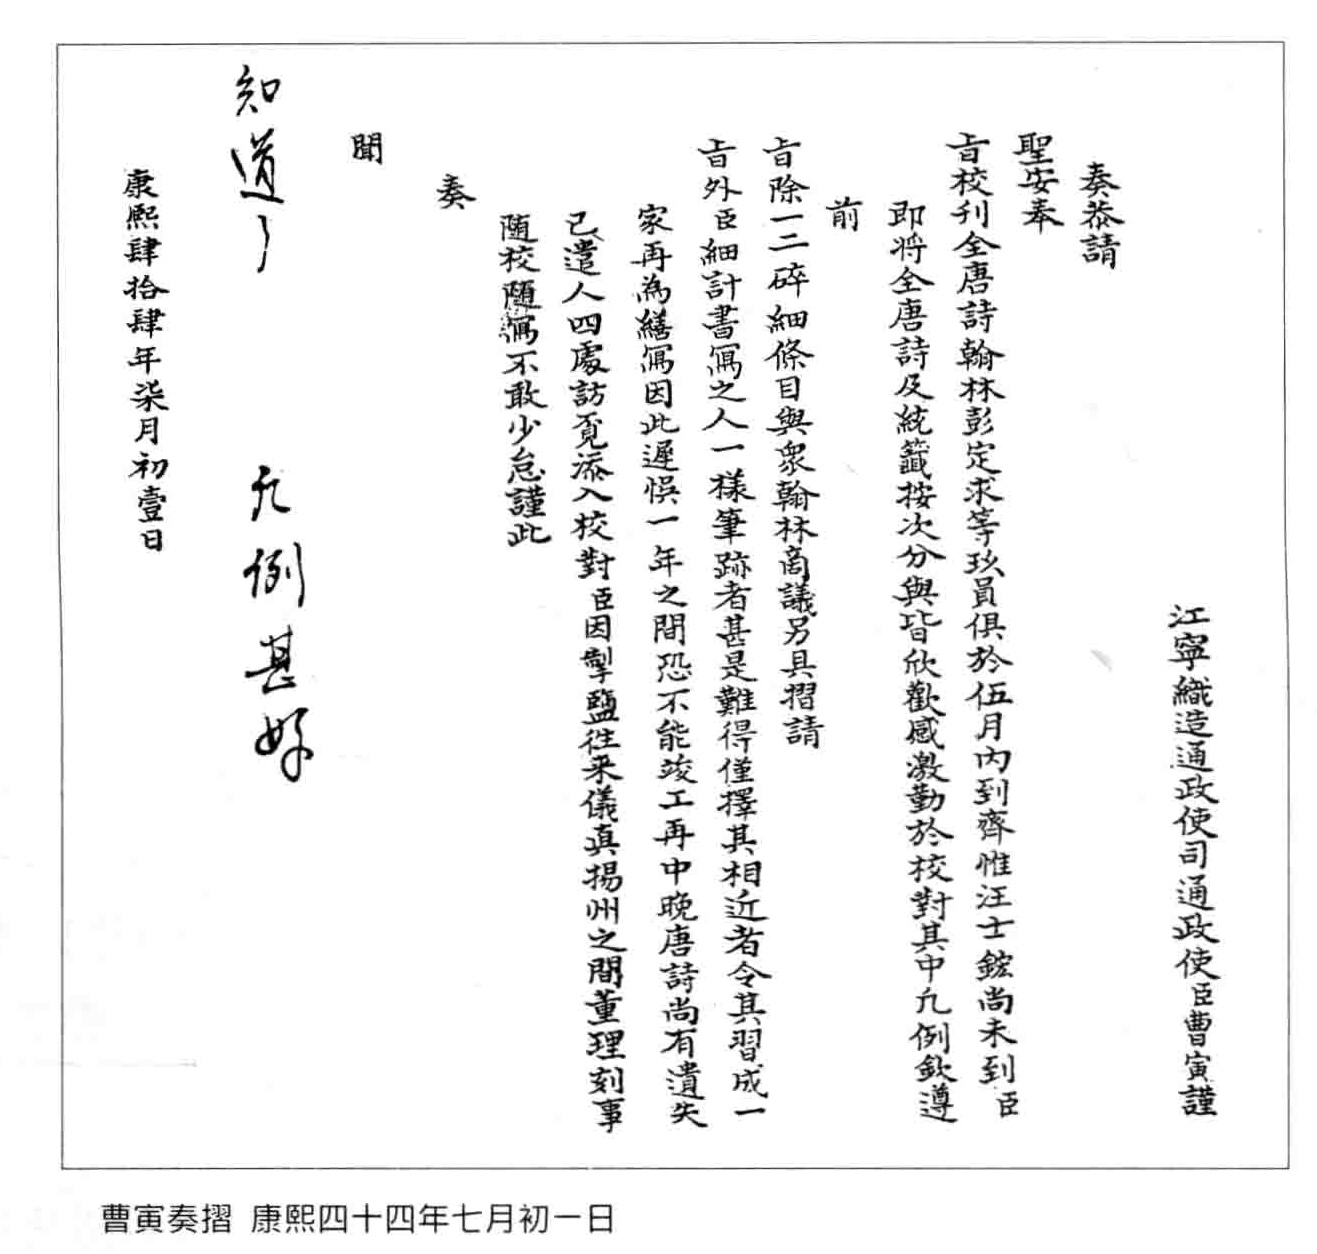 江寧織造通政使司通政使臣曹寅謹
奏恭請
聖安奉
旨校刊全唐詩翰林彭定求等玖員俱於伍月內到齊惟汪士鋐尚未到臣
即將全唐詩及統籤按次分與皆欣歡感激勤於校對其中凡例欽遵
前
旨除一二碎細條目與眾翰林商議另具摺請
旨外臣細計書寫之人一樣筆跡者甚是難得僅擇其相近者令其習成一
家再為繕寫因此遲悞一年之間恐不能竣工再中晚唐詩尚有遺失
已遣人四處訪覓添入校對臣因掣鹽往來儀真揚州之間董理刻事
隨校隨寫不敢少怠謹此
奏
聞
知道了 凡例甚好
康熙肆拾肆年柒月初壹日
曹寅奏摺 康熙四十四年七月初一日